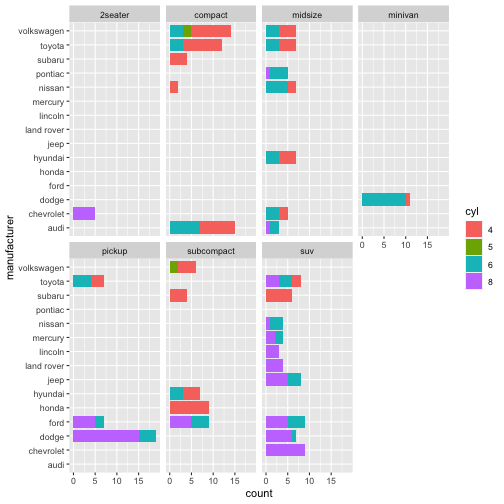 2seater compact midsize minivan
volkswagen
toyota
subaru
pontiac
nissan
mercury
lincoln
land rover
jeep
hyundai
honda
ford
dodge
chevrolet
audi
0 5 10 15
pickup subcompact suv
volkswagen
toyota
subaru
pontiac
nissan
mercury
lincoln
land rover
jeep
hyundai
honda
ford
dodge
chevrolet
audi
0 5 10 15 0 5 10 15 0 5 10 15
count
manufacturer
cyl
4
5
6
8